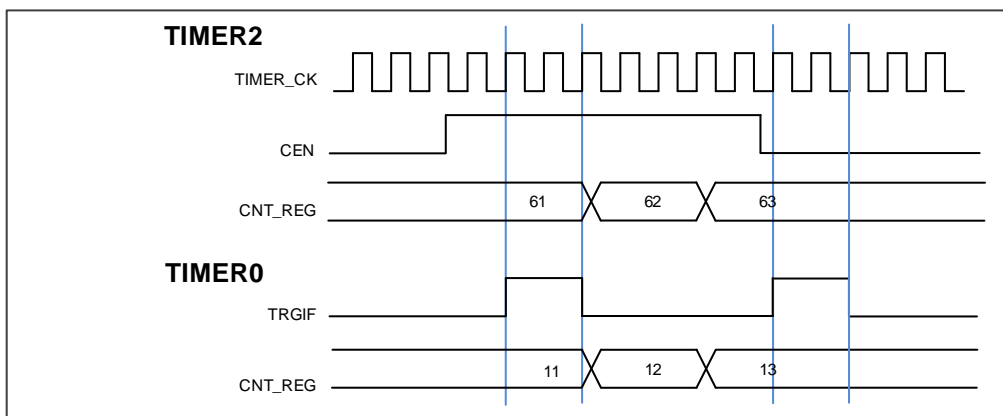 TIMER2
TIMER_CK
CEN
CNT_REG 61 62 63
TIMER0
TRGIF
CNT_REG 11 12 13